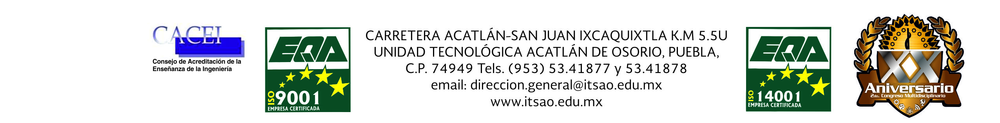 CACEI
Consejo de Acreditación de la
Enseñanza de la Ingeniería
EQA
ISO 9001
EMPRESA CERTIFICADA
CARRETERA ACATLÁN-SAN JUAN IXCAQUIXTLA K.M 5.5U
UNIDAD TECNOLÓGICA ACATLÁN DE OSORIO, PUEBLA,
C.P. 74949 Tels. (953) 53.41877 y 53.41878
email: direccion.general@itsao.edu.mx
www.itsao.edu.mx
EQA
ISO 14001
EMPRESA CERTIFICADA
XX
Aniversario
2do. Congreso Multidisciplinario